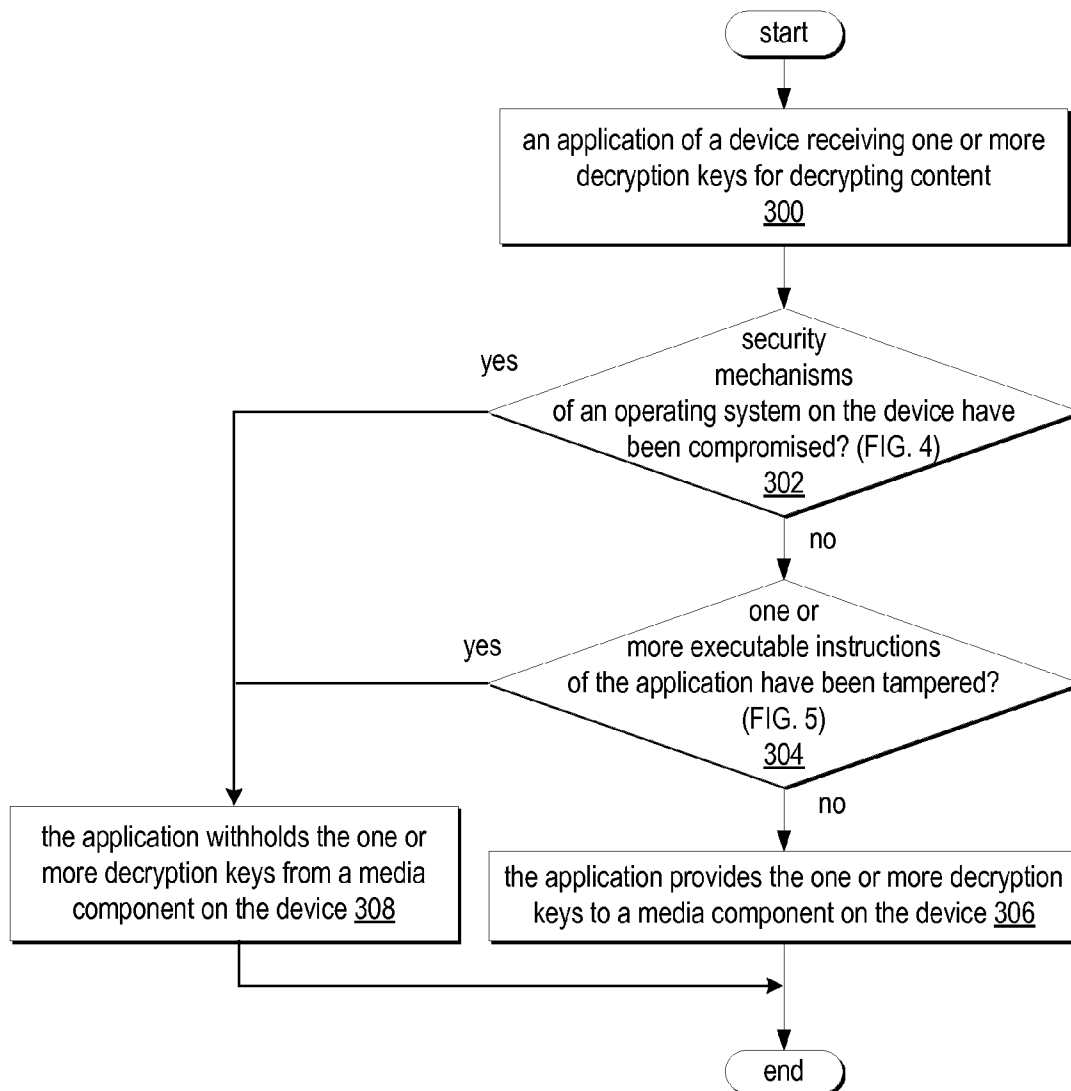 start
an application of a device receiving one or more
decryption keys for decrypting content
300
security
mechanisms
of an operating system on the device have
been compromised? (FIG. 4)
302
yes
no
one or
more executable instructions
of the application have been tampered?
(FIG. 5)
304
yes
no
the application withholds the one or
more decryption keys from a media
component on the device 308
the application provides the one or more decryption
keys to a media component on the device 306
end